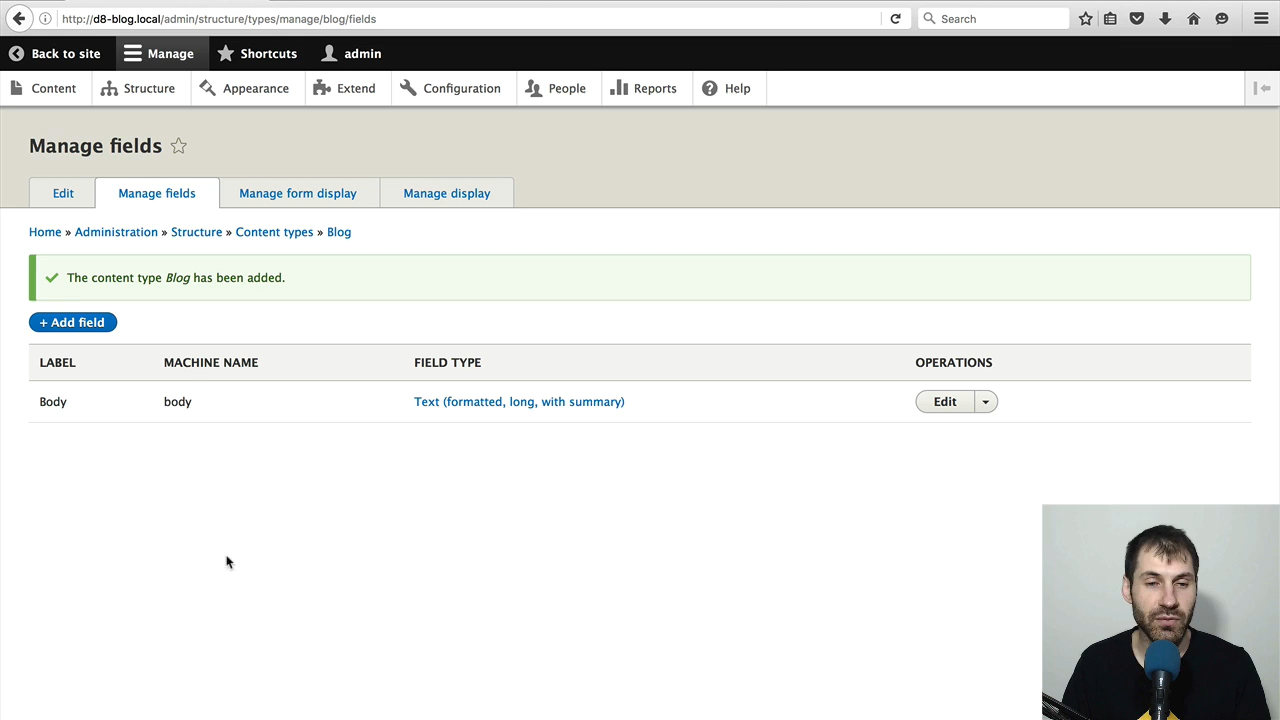 http://d8-blog.local/admin/structure/types/manage/blog/fields
Search
Back to site
Manage
Shortcuts
admin
Content
Structure
Appearance
Extend
Configuration
People
Reports
Help
Manage fields
Edit
Manage fields
Manage form display
Manage display
Home » Administration » Structure » Content types » Blog
The content type Blog has been added.
+ Add field
LABEL MACHINE NAME FIELD TYPE OPERATIONS
Body body Text (formatted, long, with summary) Edit